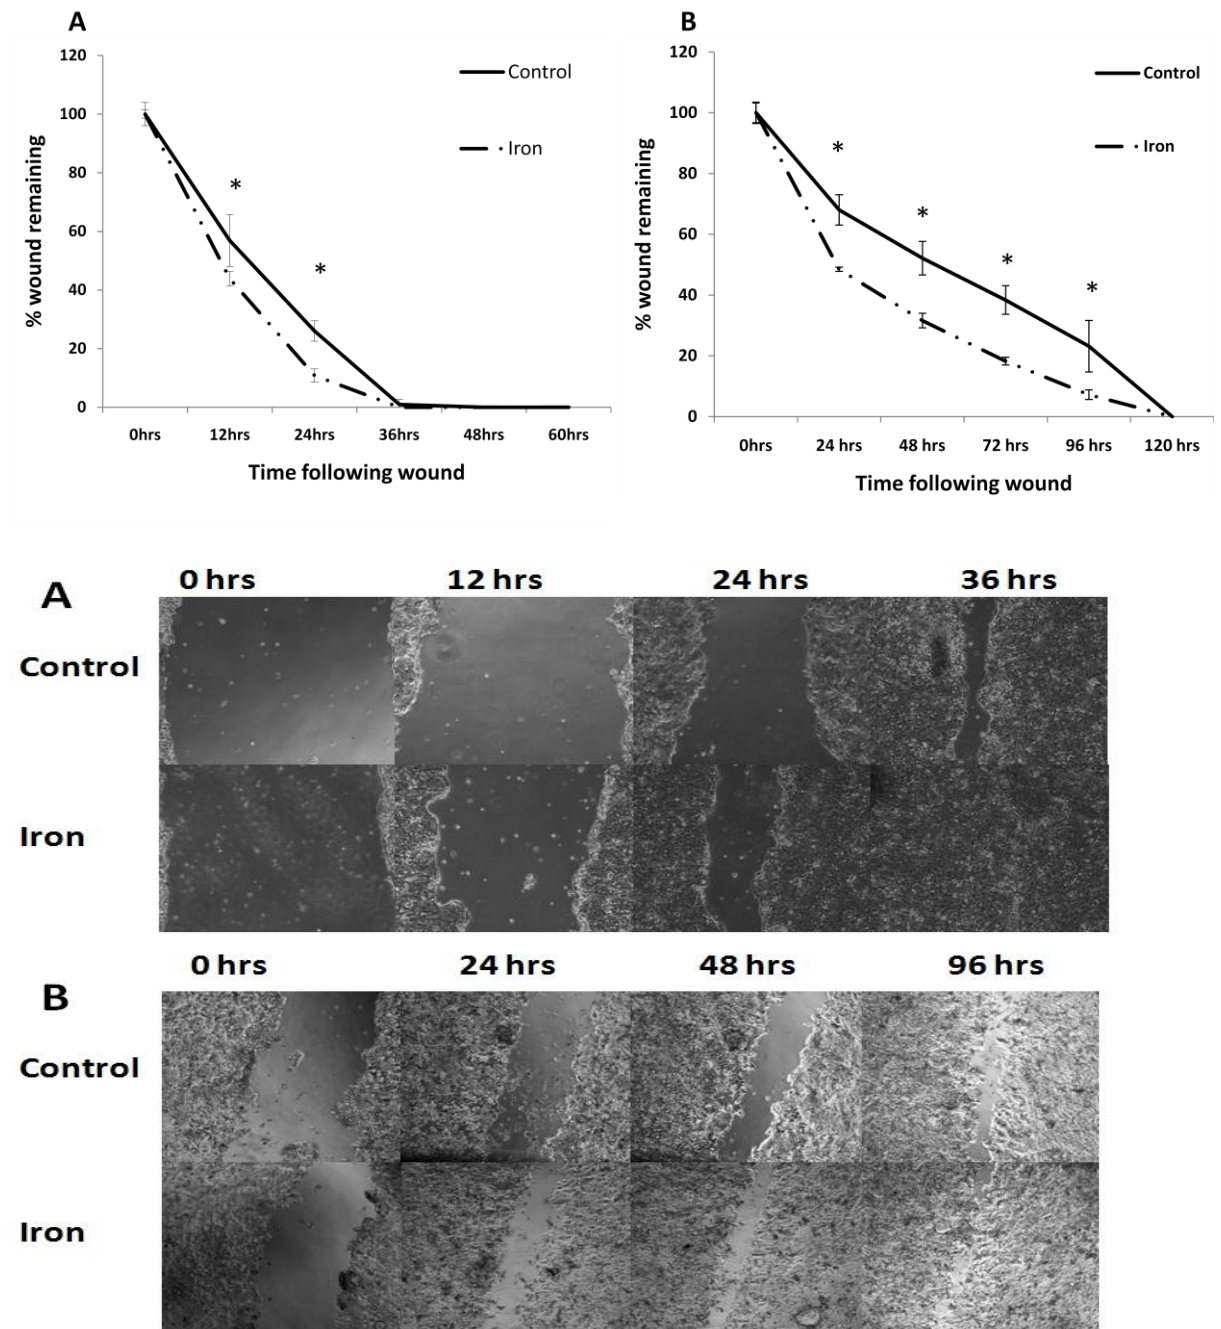 A
120
100
80
60
40
20
0
% wound remaining
Control
Iron
*
*
0hrs 12hrs 24hrs 36hrs 48hrs 60hrs
Time following wound
B
120
100
80
60
40
20
0
% wound remaining
Control
Iron
*
*
*
*
0hrs 24 hrs 48 hrs 72 hrs 96 hrs 120 hrs
Time following wound
A
0 hrs 12 hrs 24 hrs 36 hrs
Control
Iron
B
0 hrs 24 hrs 48 hrs 96 hrs
Control
Iron